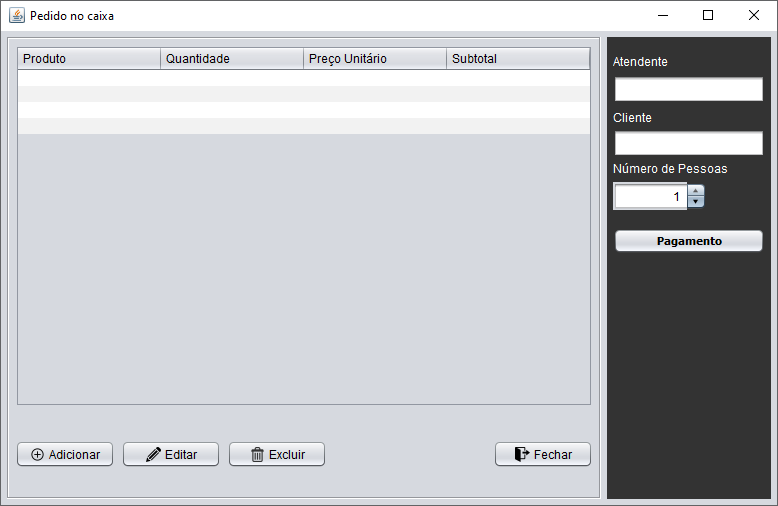 Pedido no caixa
Produto Quantidade Preço Unitário Subtotal
Adicionar Editar Excluir Fechar
Atendente
Cliente
Número de Pessoas
1
Pagamento